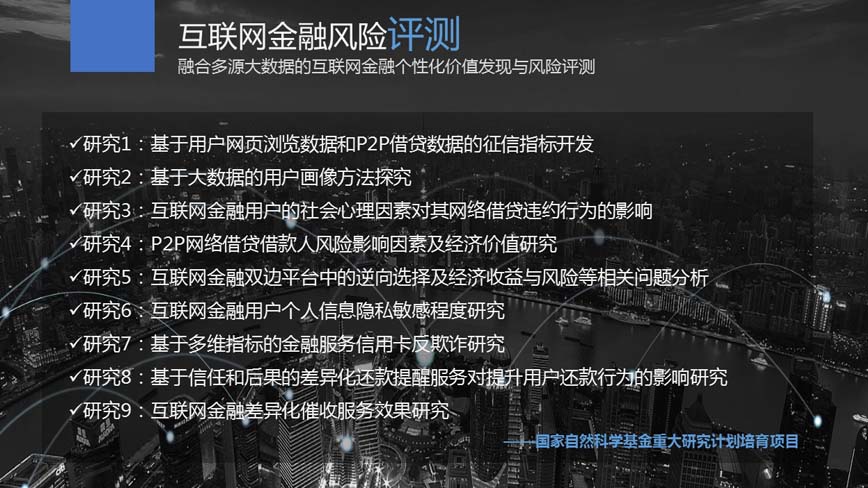 互联网金融风险评测
融合多源大数据的互联网金融个性化价值发现与风险评测
✓研究1：基于用户网页浏览数据和P2P借贷数据的征信指标开发
✓研究2：基于大数据的用户画像方法探究
✓研究3：互联网金融用户的社会心理因素对其网络借贷违约行为的影响
✓研究4：P2P网络借贷借款人风险影响因素及经济价值研究
✓研究5：互联网金融双边平台中的逆向选择及经济收益与风险等相关问题分析
✓研究6：互联网金融用户个人信息隐私敏感程度研究
✓研究7：基于多维指标的金融服务信用卡反欺诈研究
✓研究8：基于信任和后果的差异化还款提醒服务对提升用户还款行为的影响研究
✓研究9：互联网金融差异化催收服务效果研究
——国家自然科学基金重大研究计划培育项目